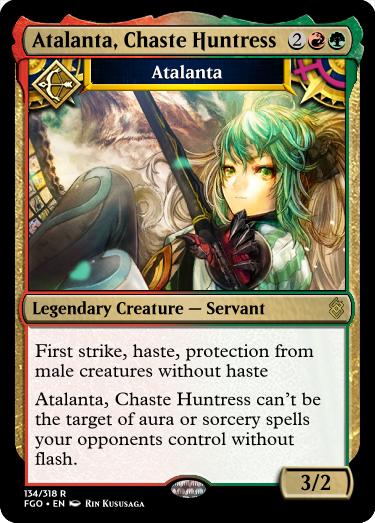 Atalanta, Chaste Huntress 2
Atalanta
Legendary Creature — Servant
First strike, haste, protection from
male creatures without haste
Atalanta, Chaste Huntress can't be
the target of aura or sorcery spells
your opponents control without
flash.
3/2
134/318 R
FGO • EN Rin Kususaga